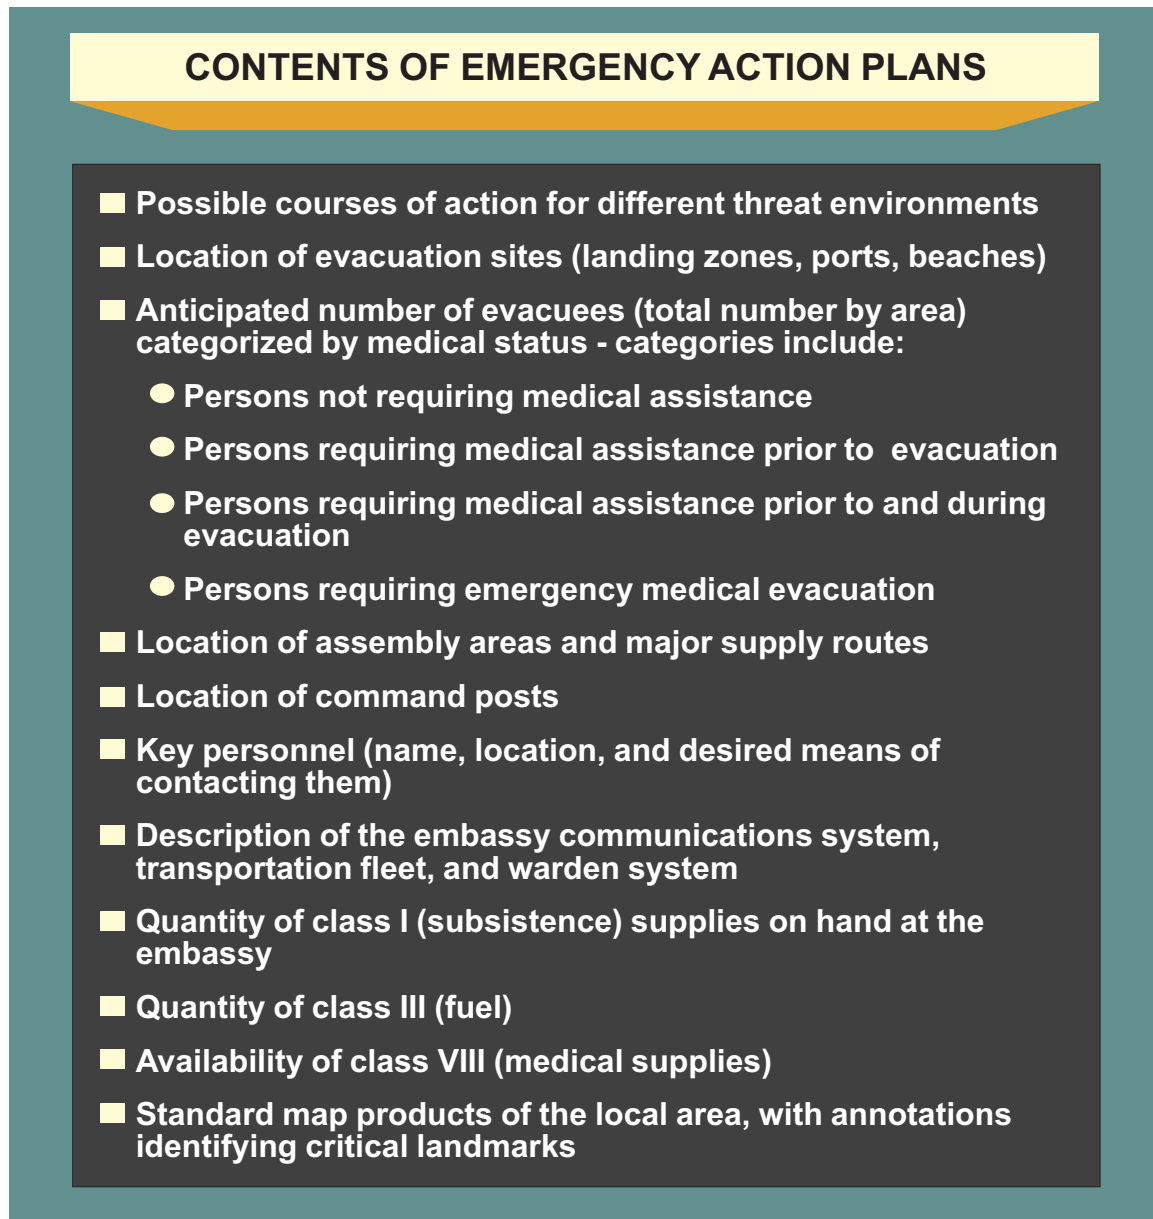 CONTENTS OF EMERGENCY ACTION PLANS
Possible courses of action for different threat environments
Location of evacuation sites (landing zones, ports, beaches)
Anticipated number of evacuees (total number by area)
categorized by medical status - categories include:
Persons not requiring medical assistance
Persons requiring medical assistance prior to evacuation
Persons requiring medical assistance prior to and during
evacuation
Persons requiring emergency medical evacuation
Location of assembly areas and major supply routes
Location of command posts
Key personnel (name, location, and desired means of
contacting them)
Description of the embassy communications system,
transportation fleet, and warden system
Quantity of class I (subsistence) supplies on hand at the
embassy
Quantity of class III (fuel)
Availability of class VIII (medical supplies)
Standard map products of the local area, with annotations
identifying critical landmarks